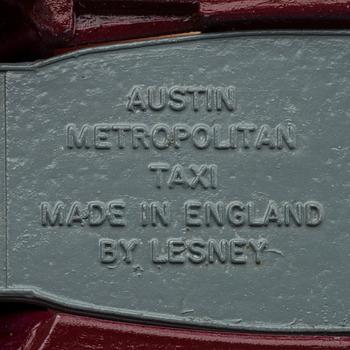 AUSTIN
METROPOLITAN
TAXI
MADE IN ENGLAND
BY LESNEY